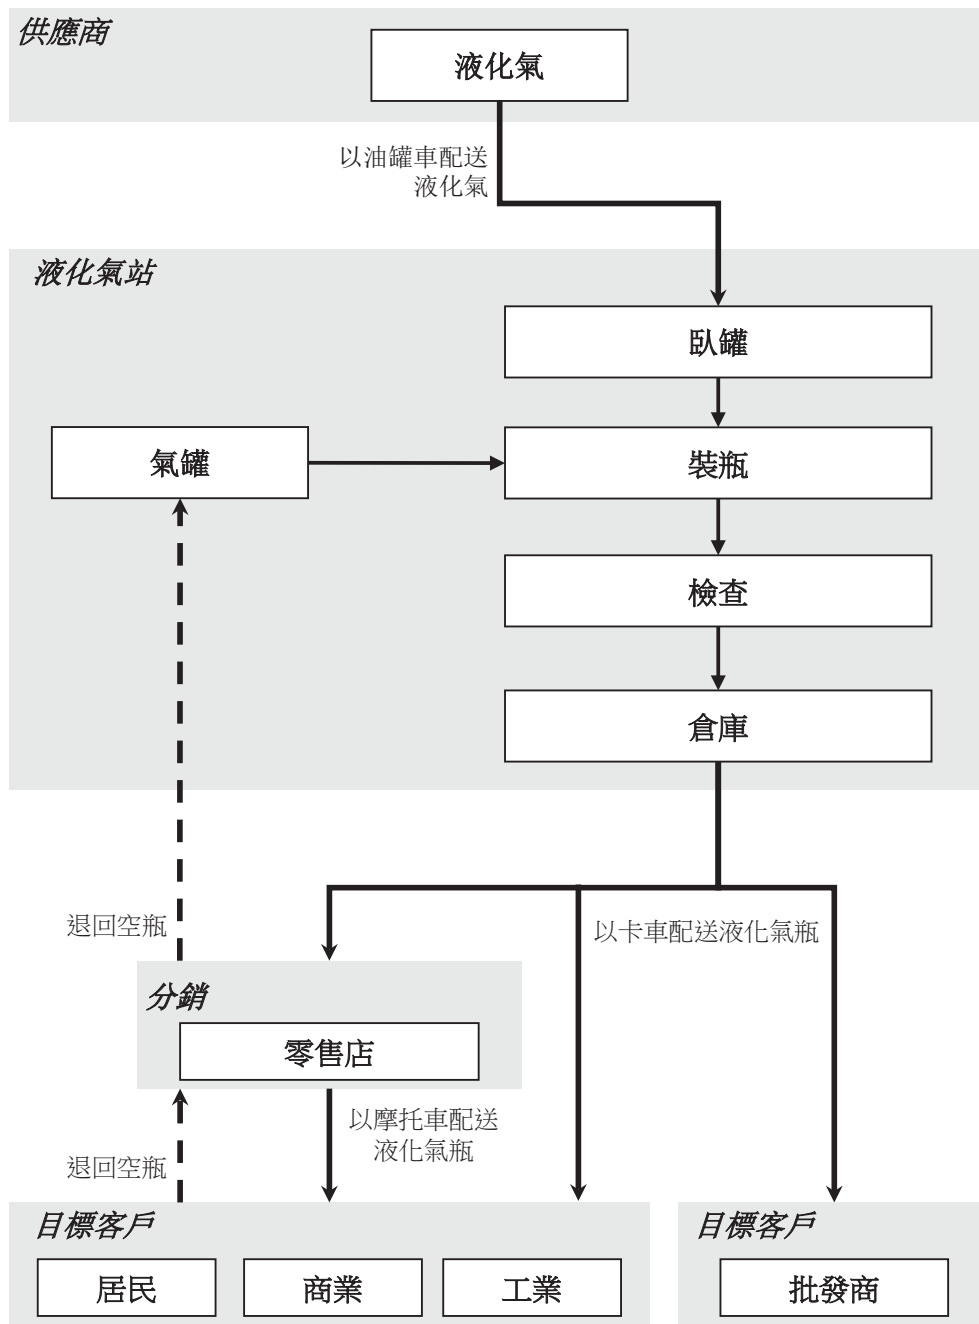 供應商
液化氣
以油罐車配送
液化氣
液化氣站
臥罐
氣罐
裝瓶
檢查
倉庫
退回空瓶
以卡車配送液化氣瓶
分銷
零售店
以摩托車配送
液化氣瓶
退回空瓶
目標客戶
居民
商業
工業
目標客戶
批發商